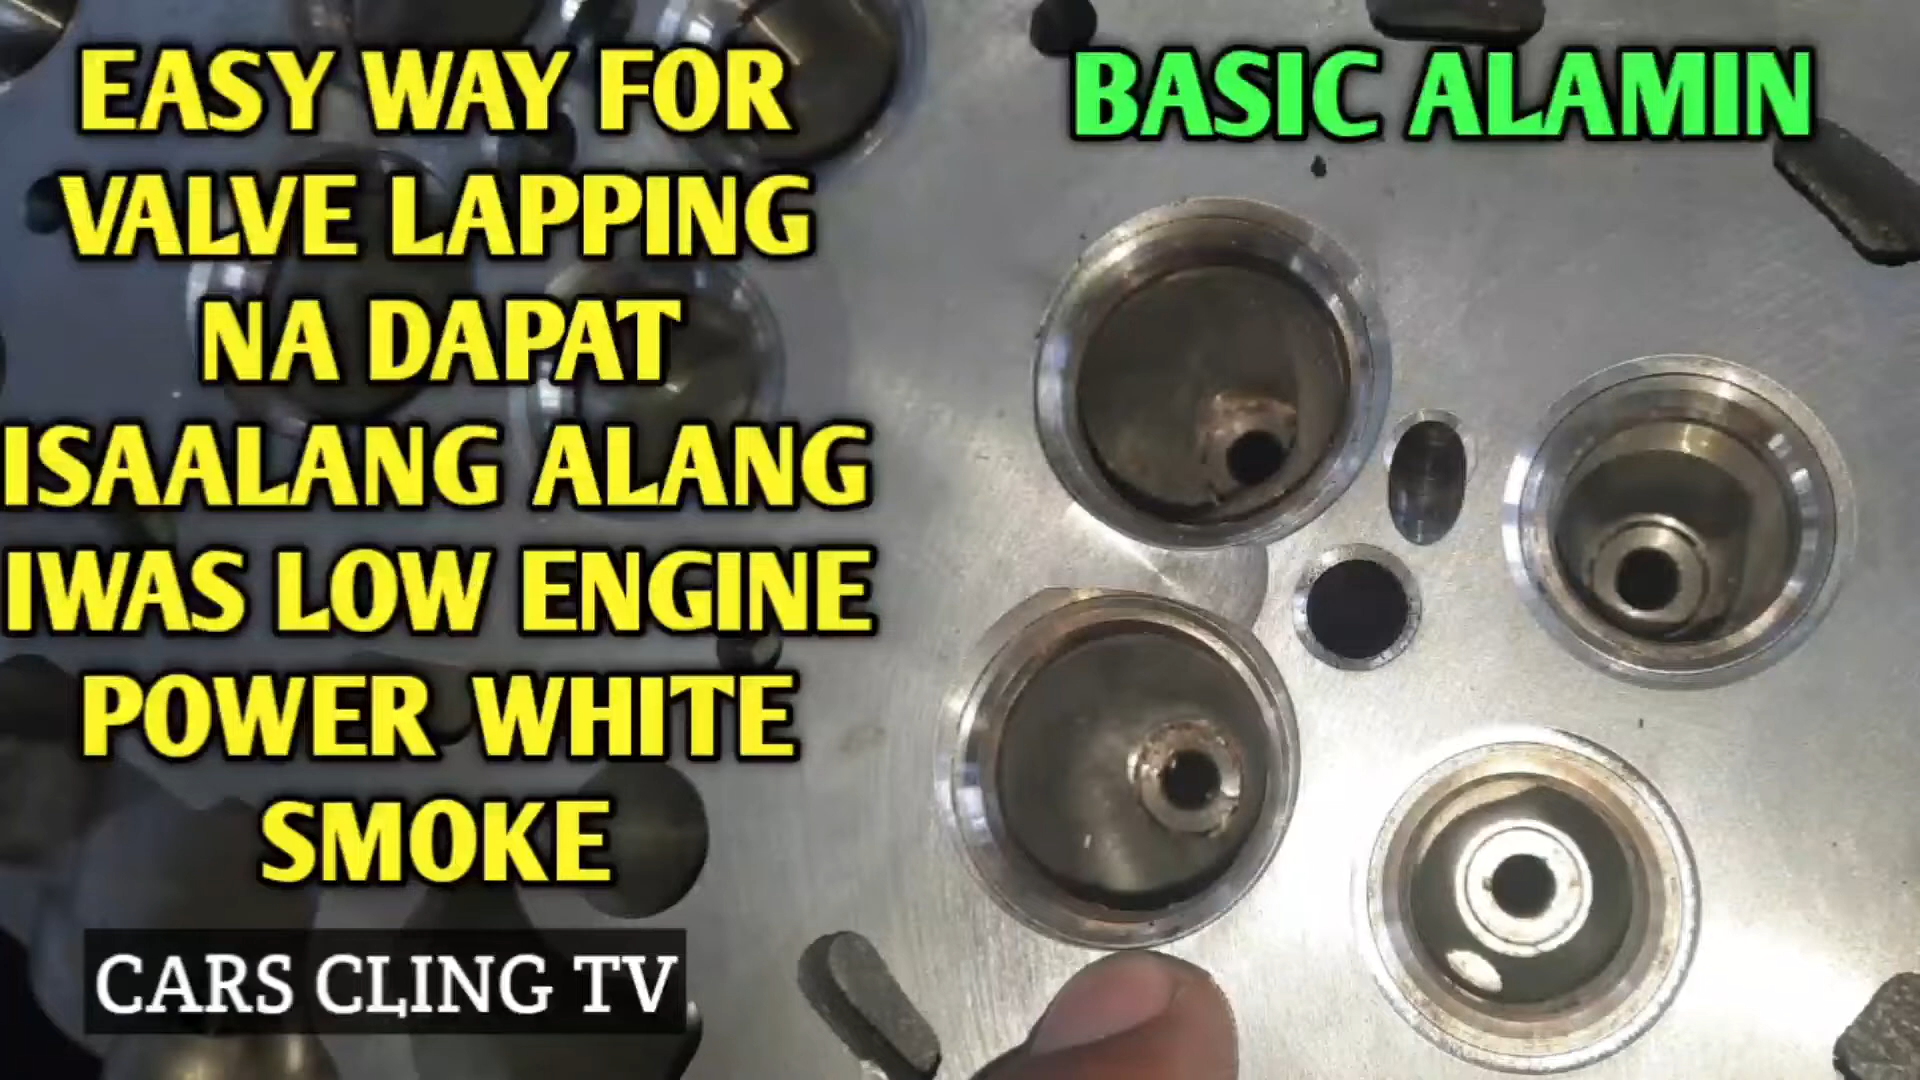 EASY WAY FOR
VALVE LAPPING
NA DAPAT
ISAALANG ALANG
IWAS LOW ENGINE
POWER WHITE
SMOKE
BASIC ALAMIN
CARS CLING TV